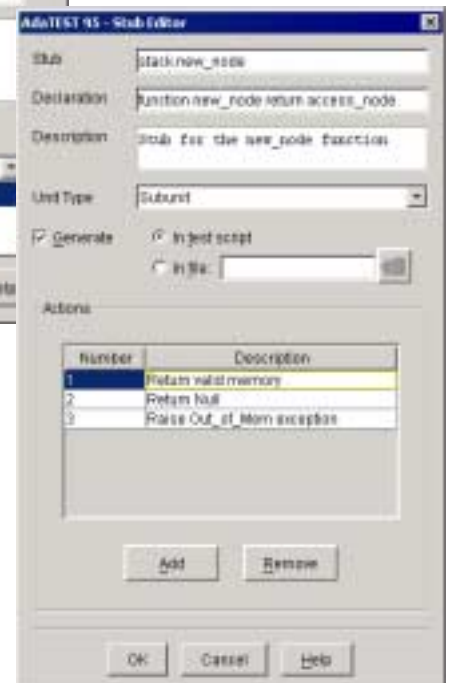 AdaTEST 95 - Stub Editor
Stub stack.new_node
Declaration function new_node return access_node
Description Stub for the new_node function
Unit Type Subunit
Generate In test script
In file:
Actions
Number Description
1 Return valid memory
2 Return Null
3 Raise Out_of_Mem exception
Add Remove
OK Cancel Help